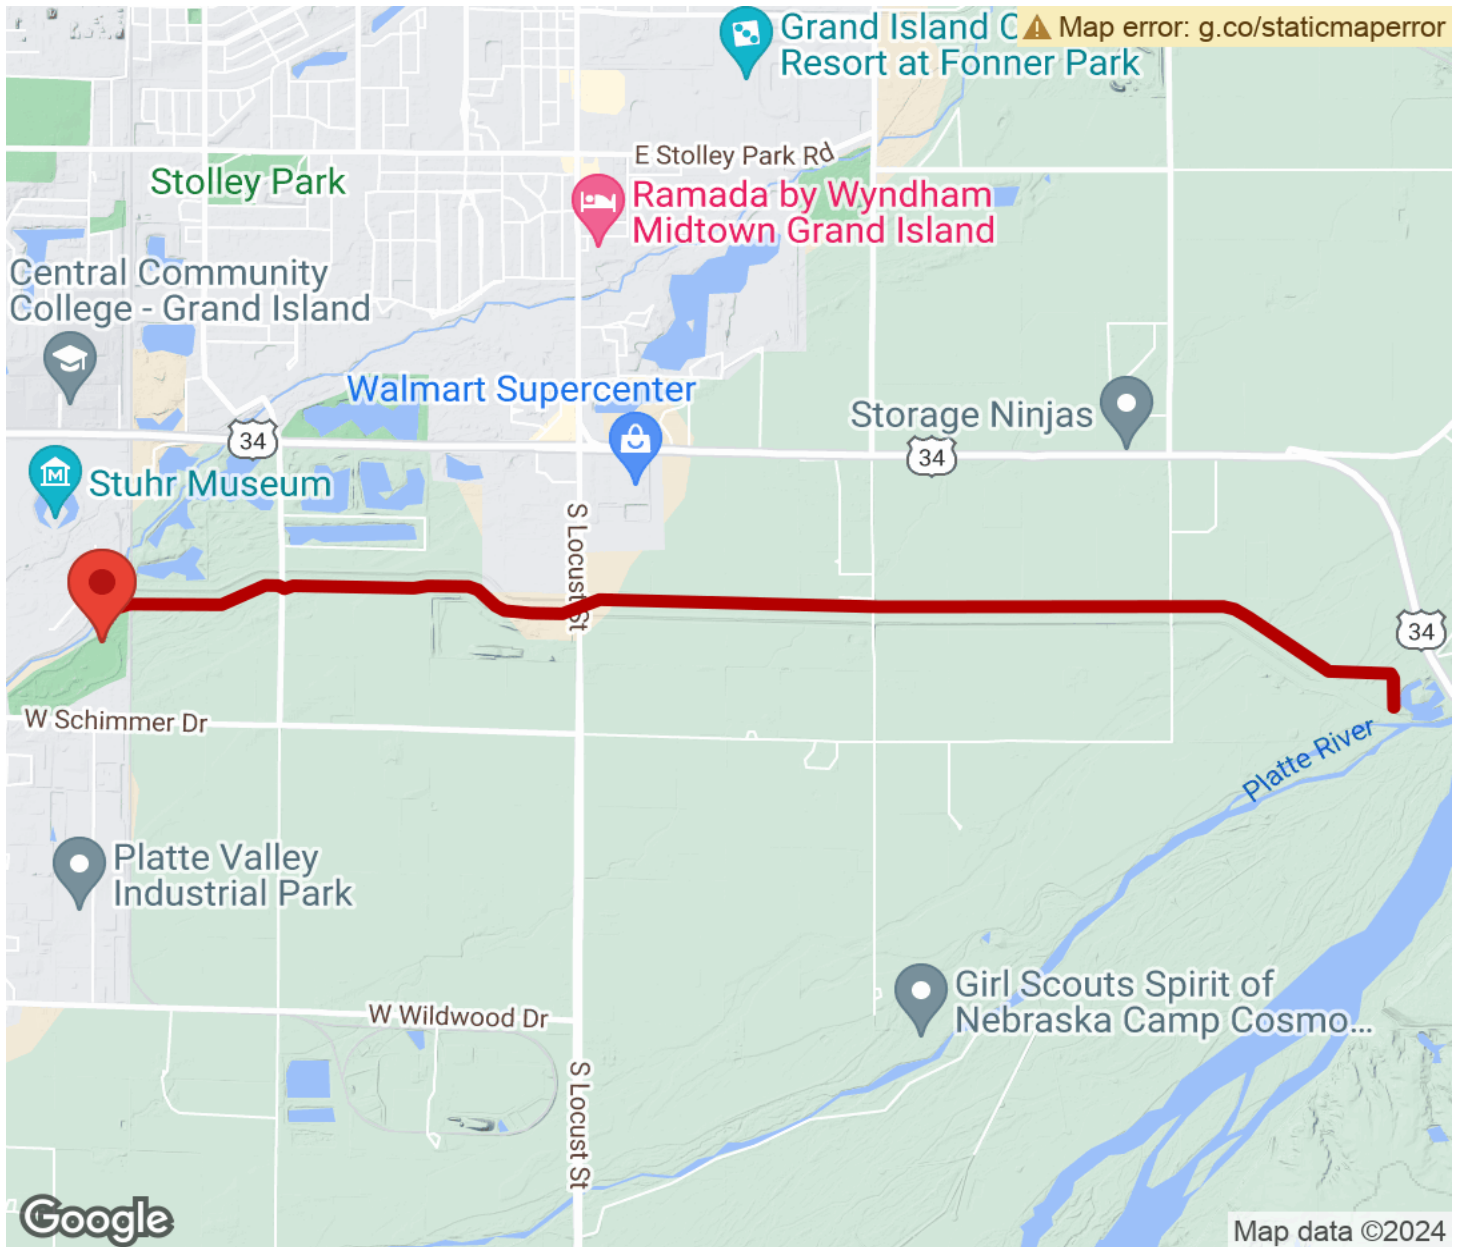 Grand Island C
Resort at Fonner Park
Map error: g.co/staticmaperror
E Stolley Park Rd
Stolley Park
Ramada by Wyndham
Midtown Grand Island
Central Community
College - Grand Island
Walmart Supercenter
Storage Ninjas
34
34
Stuhr Museum
S Locust St
34
W Schimmer Dr
Platte River
Platte Valley
Industrial Park
Girl Scouts Spirit of
Nebraska Camp Cosmo...
W Wildwood Dr
S Locust St
Google
Map data ©2024